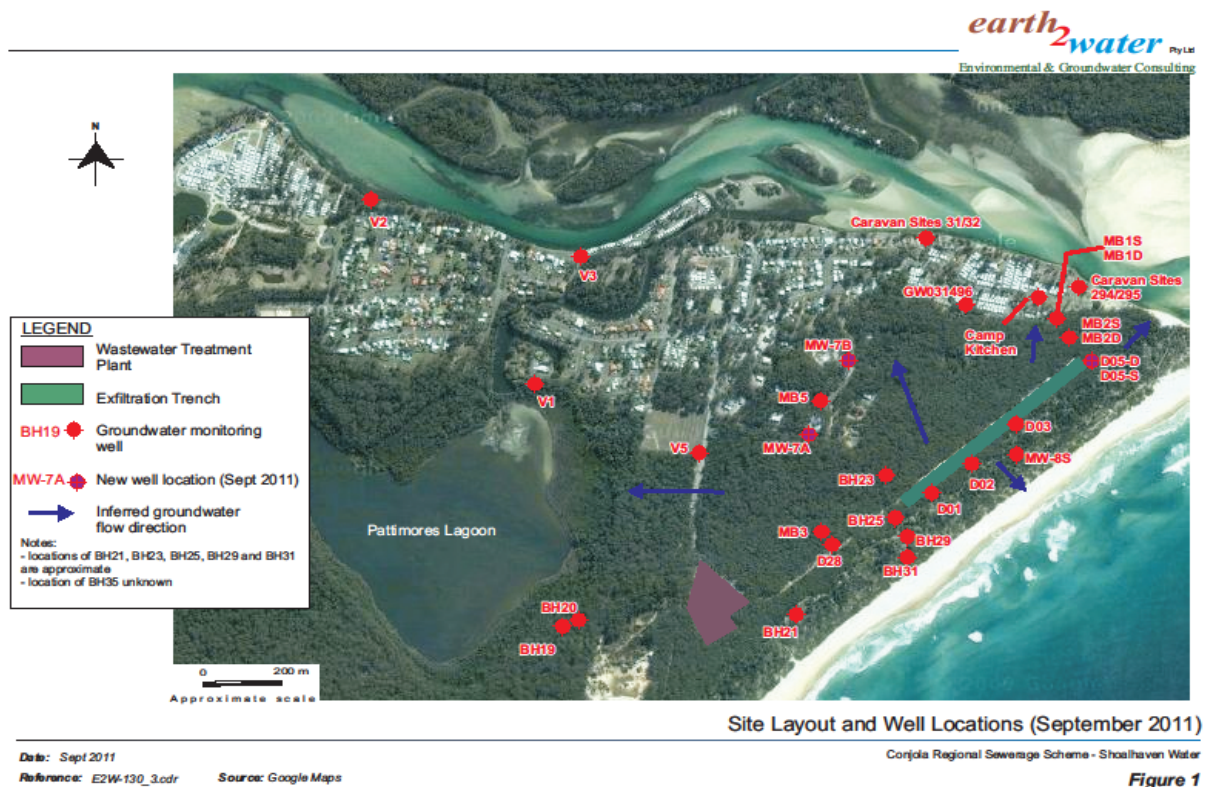 earth2water Pty Ltd
Environmental & Groundwater Consulting
N
V2
V3
Caravan Sites 31/32
MB1S
MB1D
Caravan Sites
294/295
GW031496
Camp
Kitchen
MB2S
MB2D
D05-D
D05-S
MW-7B
MB5
V1
MW-7A
D03
V5
MW-8S
BH23
D02
D01
BH25
MB3
BH29
D28
BH31
Pattimores Lagoon
BH20
BH19
BH21
LEGEND
Wastewater Treatment
Plant
Exfiltration Trench
BH19
Groundwater monitoring
well
MW-7A
New well location (Sept 2011)
Inferred groundwater
flow direction
Notes:
- locations of BH21, BH23, BH25, BH29 and BH31
are approximate
- location of BH35 unknown
0 200 m
Approximate scale
Site Layout and Well Locations (September 2011)
Date: Sept 2011
Conjola Regional Sewerage Scheme - Shoalhaven Water
Reference: E2W-130_3.cdr Source: Google Maps
Figure 1